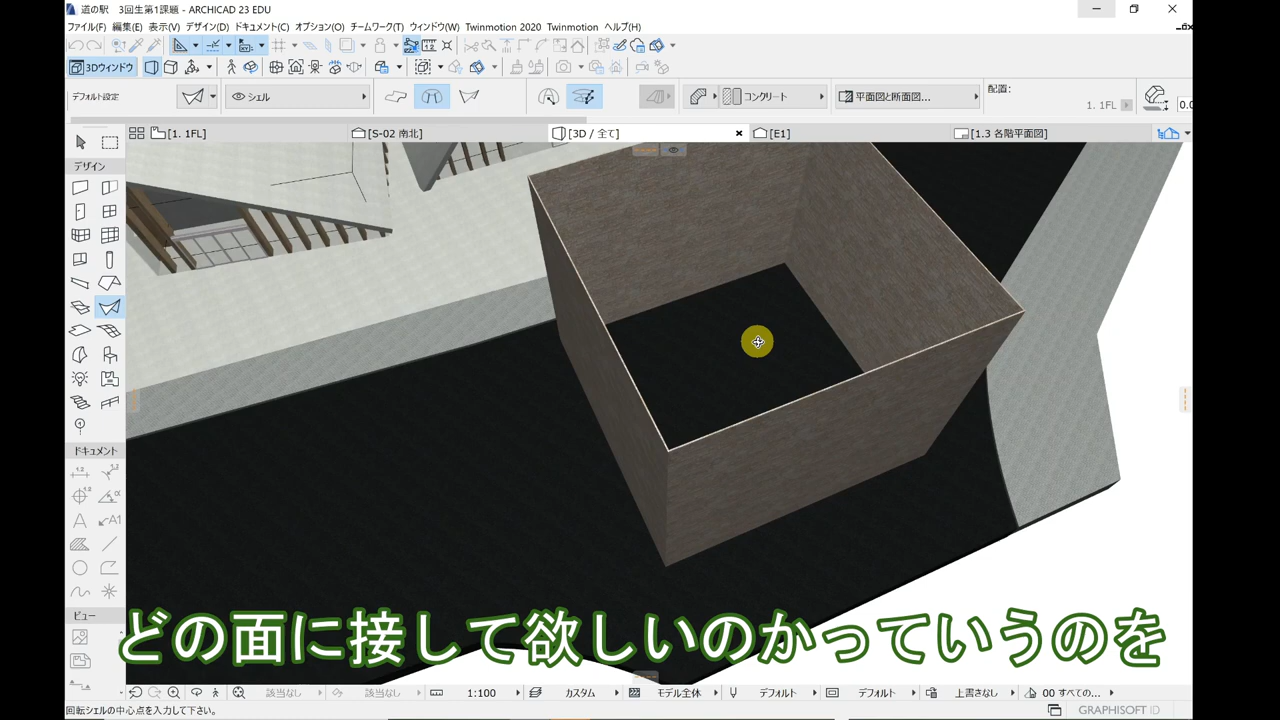 道の駅　3回生第1課題 - ARCHICAD 23 EDU
ファイル(F) 編集(E) 表示(V) デザイン(D) ドキュメント(C) オプション(O) チームワーク(T) ウィンドウ(W) Twinmotion 2020 Twinmotion ヘルプ(H)
3Dウィンドウ
デフォルト設定 シェル コンクリート 平面図と断面図... 配置: 1. 1FL 0.0
[1. 1FL] [S-02 南北] [3D / 全て] [E1] [1.3 各階平面図]
デザイン
ドキュメント
1.2
A A1
ビュー
どの面に接して欲しいのかっていうのを
該当なし 該当なし 1:100 カスタム モデル全体 デフォルト デフォルト 上書きなし 00 すべての...
回転シェルの中心点を入力して下さい。 GRAPHISOFT ID